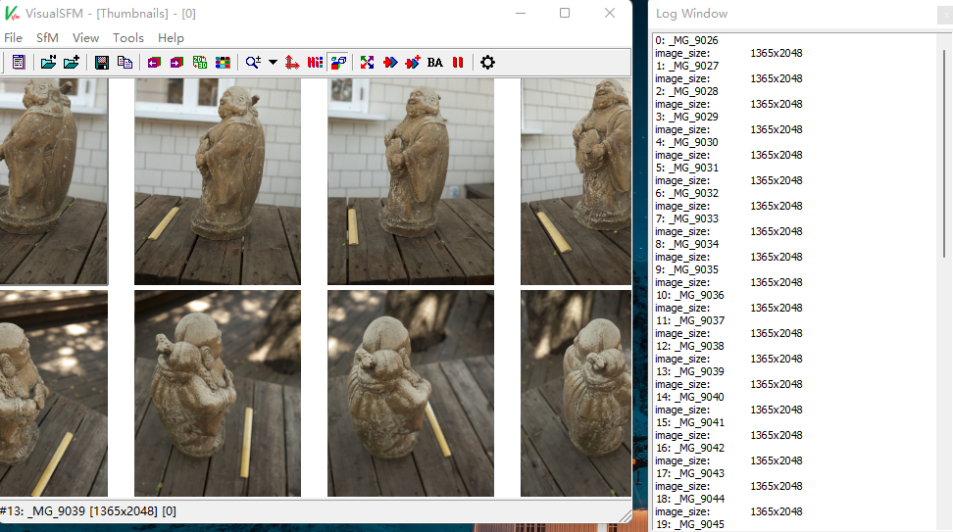 VisualSFM - [Thumbnails] - [0]
File SfM View Tools Help
BA
#13: _MG_9039 [1365x2048] [0]
Log Window
0: _MG_9026
image_size: 1365x2048
1: _MG_9027
image_size: 1365x2048
2: _MG_9028
image_size: 1365x2048
3: _MG_9029
image_size: 1365x2048
4: _MG_9030
image_size: 1365x2048
5: _MG_9031
image_size: 1365x2048
6: _MG_9032
image_size: 1365x2048
7: _MG_9033
image_size: 1365x2048
8: _MG_9034
image_size: 1365x2048
9: _MG_9035
image_size: 1365x2048
10: _MG_9036
image_size: 1365x2048
11: _MG_9037
image_size: 1365x2048
12: _MG_9038
image_size: 1365x2048
13: _MG_9039
image_size: 1365x2048
14: _MG_9040
image_size: 1365x2048
15: _MG_9041
image_size: 1365x2048
16: _MG_9042
image_size: 1365x2048
17: _MG_9043
image_size: 1365x2048
18: _MG_9044
image_size: 1365x2048
19: _MG_9045